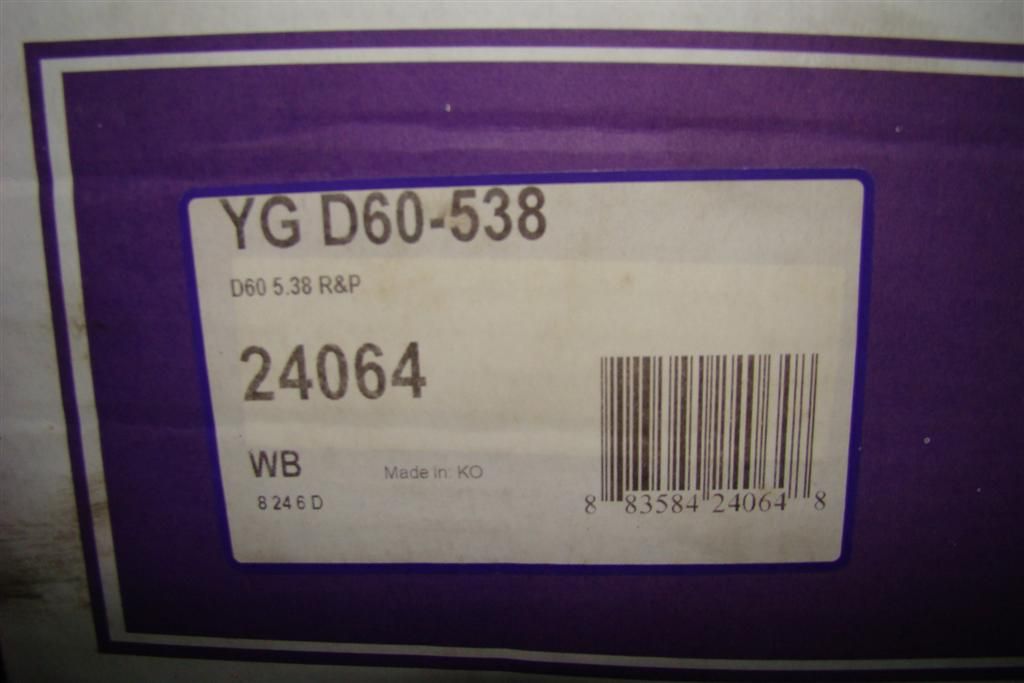 YG D60-538
D60 5.38 R&P
24064
WB
Made in: KO
8 24 6 D
8 83584 24064 8